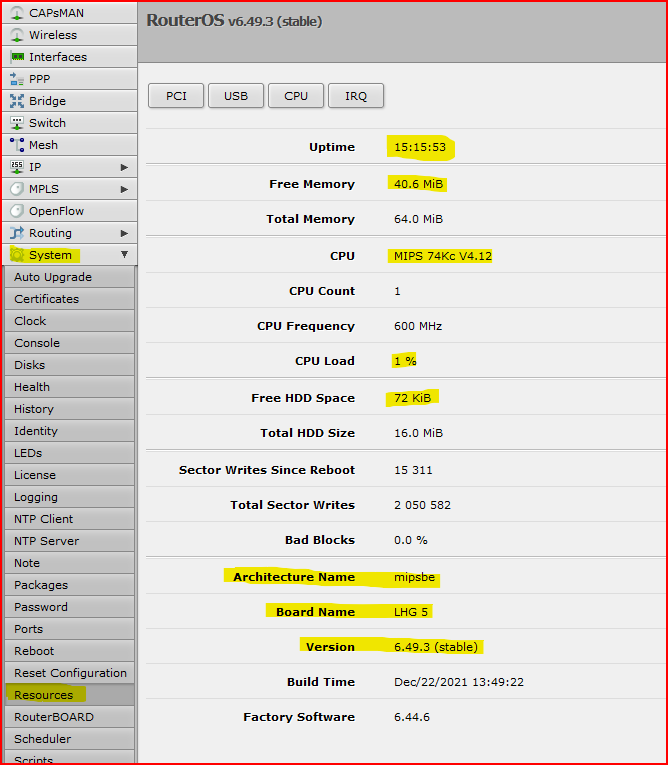 CAPsMAN
Wireless
Interfaces
PPP
Bridge
Switch
Mesh
IP
MPLS
OpenFlow
Routing
System
Auto Upgrade
Certificates
Clock
Console
Disks
Health
History
Identity
LEDs
License
Logging
NTP Client
NTP Server
Note
Packages
Password
Ports
Reboot
Reset Configuration
Resources
RouterBOARD
Scheduler
Scripts
RouterOS v6.49.3 (stable)
PCI USB CPU IRQ
Uptime 15:15:53
Free Memory 40.6 MiB
Total Memory 64.0 MiB
CPU MIPS 74Kc V4.12
CPU Count 1
CPU Frequency 600 MHz
CPU Load 1 %
Free HDD Space 72 KiB
Total HDD Size 16.0 MiB
Sector Writes Since Reboot 15 311
Total Sector Writes 2 050 582
Bad Blocks 0.0 %
Architecture Name mipsbe
Board Name LHG 5
Version 6.49.3 (stable)
Build Time Dec/22/2021 13:49:22
Factory Software 6.44.6